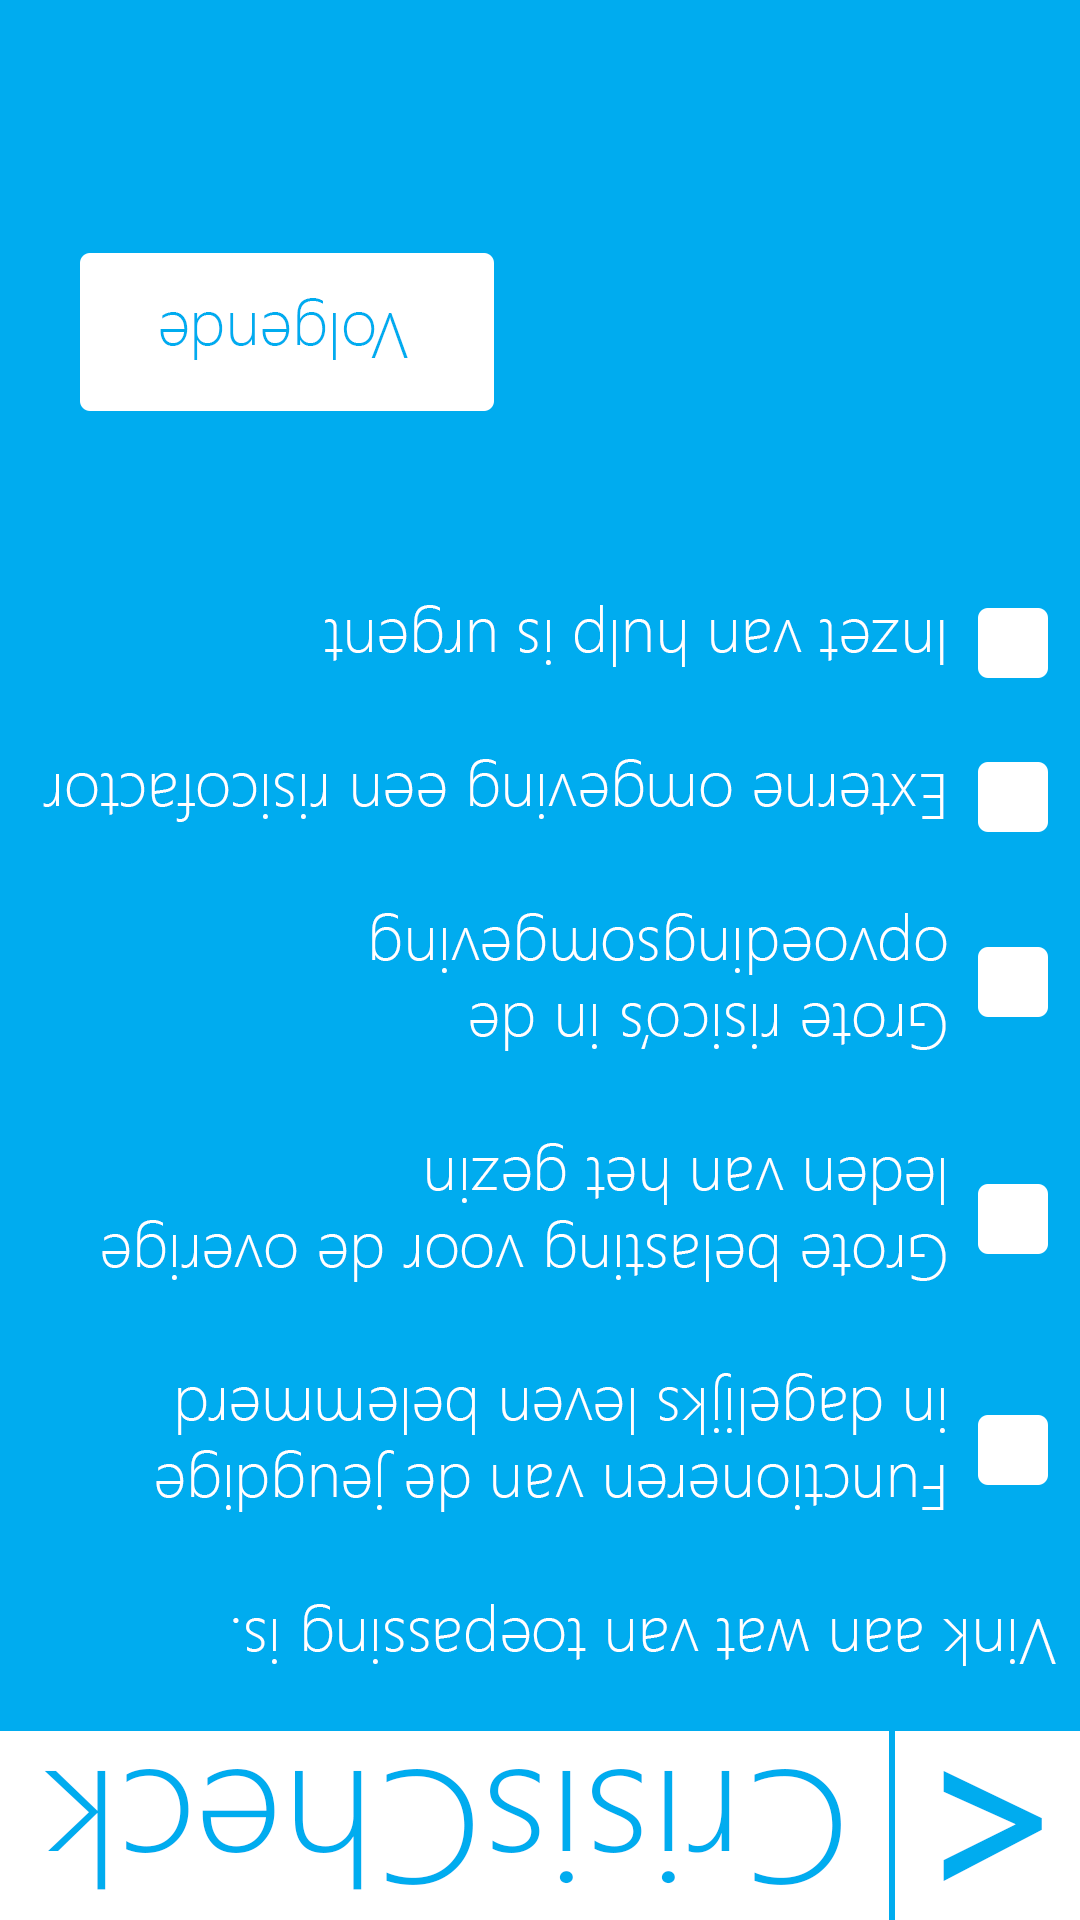 < CrisisCheck
Vink aan wat van toepassing is.
Functioneren van de jeugdige
in dagelijks leven belemmerd
Grote belasting voor de overige
leden van het gezin
Grote risico's in de
opvoedingsomgeving
Externe omgeving een risicofactor
Inzet van hulp is urgent
Volgende